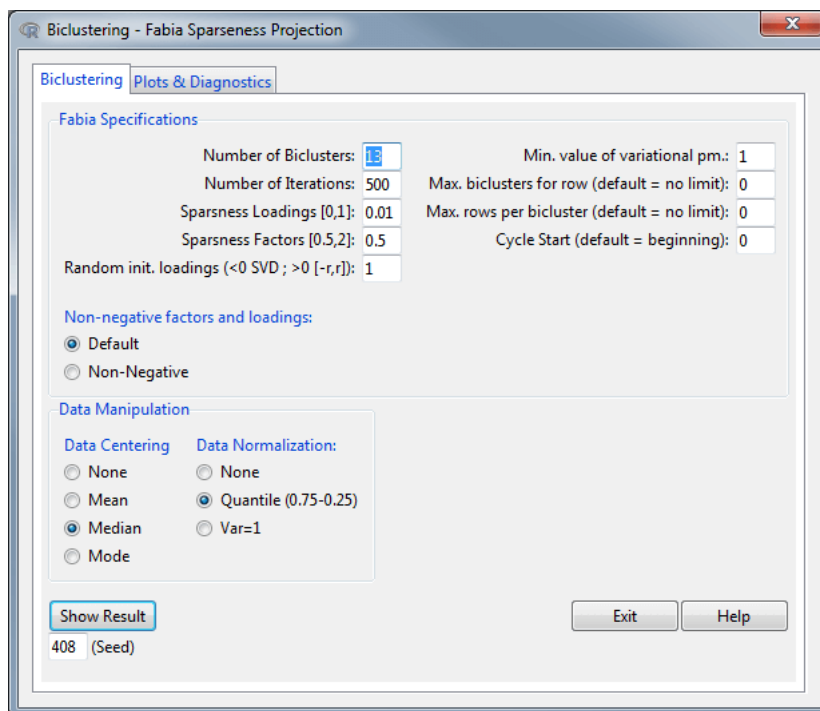 Biclustering - Fabia Sparseness Projection
Biclustering Plots & Diagnostics
Fabia Specifications
Number of Biclusters: 13 Min. value of variational pm.: 1
Number of Iterations: 500 Max. biclusters for row (default = no limit): 0
Sparsness Loadings [0,1]: 0.01 Max. rows per bicluster (default = no limit): 0
Sparsness Factors [0.5,2]: 0.5 Cycle Start (default = beginning): 0
Random init. loadings (<0 SVD ; >0 [-r,r]): 1
Non-negative factors and loadings:
Default
Non-Negative
Data Manipulation
Data Centering Data Normalization:
None None
Mean Quantile (0.75-0.25)
Median Var=1
Mode
Show Result Exit Help
408 (Seed)